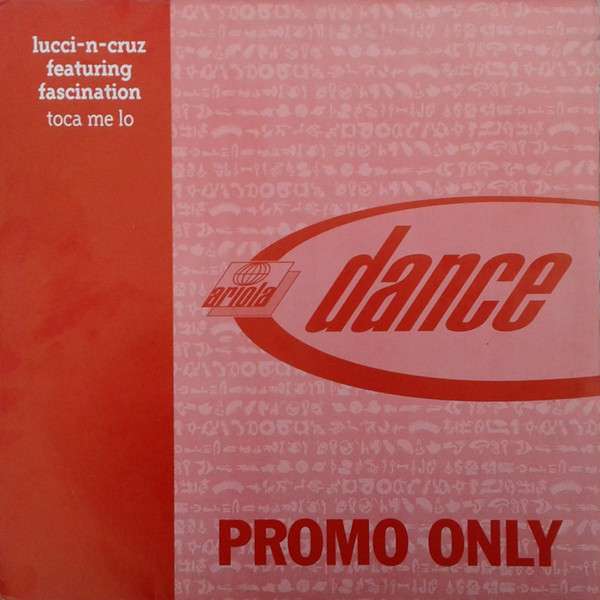 lucci-n-cruz
featuring
fascination
toca me lo
ariola
dance
PROMO ONLY